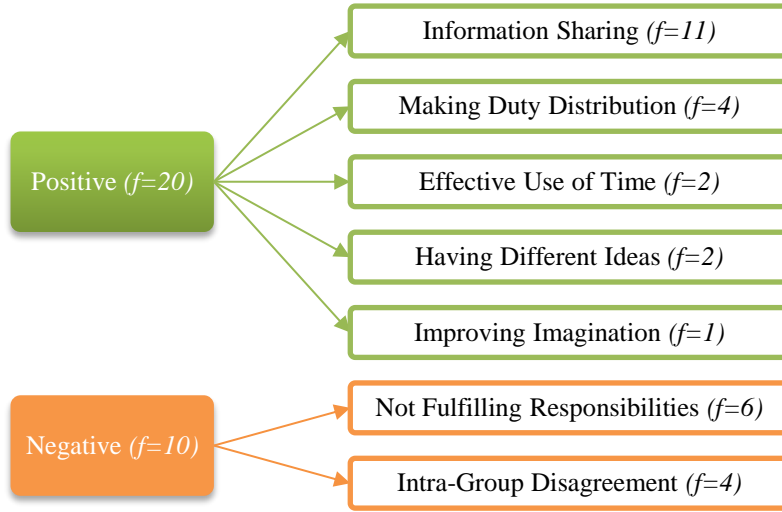 Positive (f=20)
Information Sharing (f=11)
Making Duty Distribution (f=4)
Effective Use of Time (f=2)
Having Different Ideas (f=2)
Improving Imagination (f=1)
Negative (f=10)
Not Fulfilling Responsibilities (f=6)
Intra-Group Disagreement (f=4)